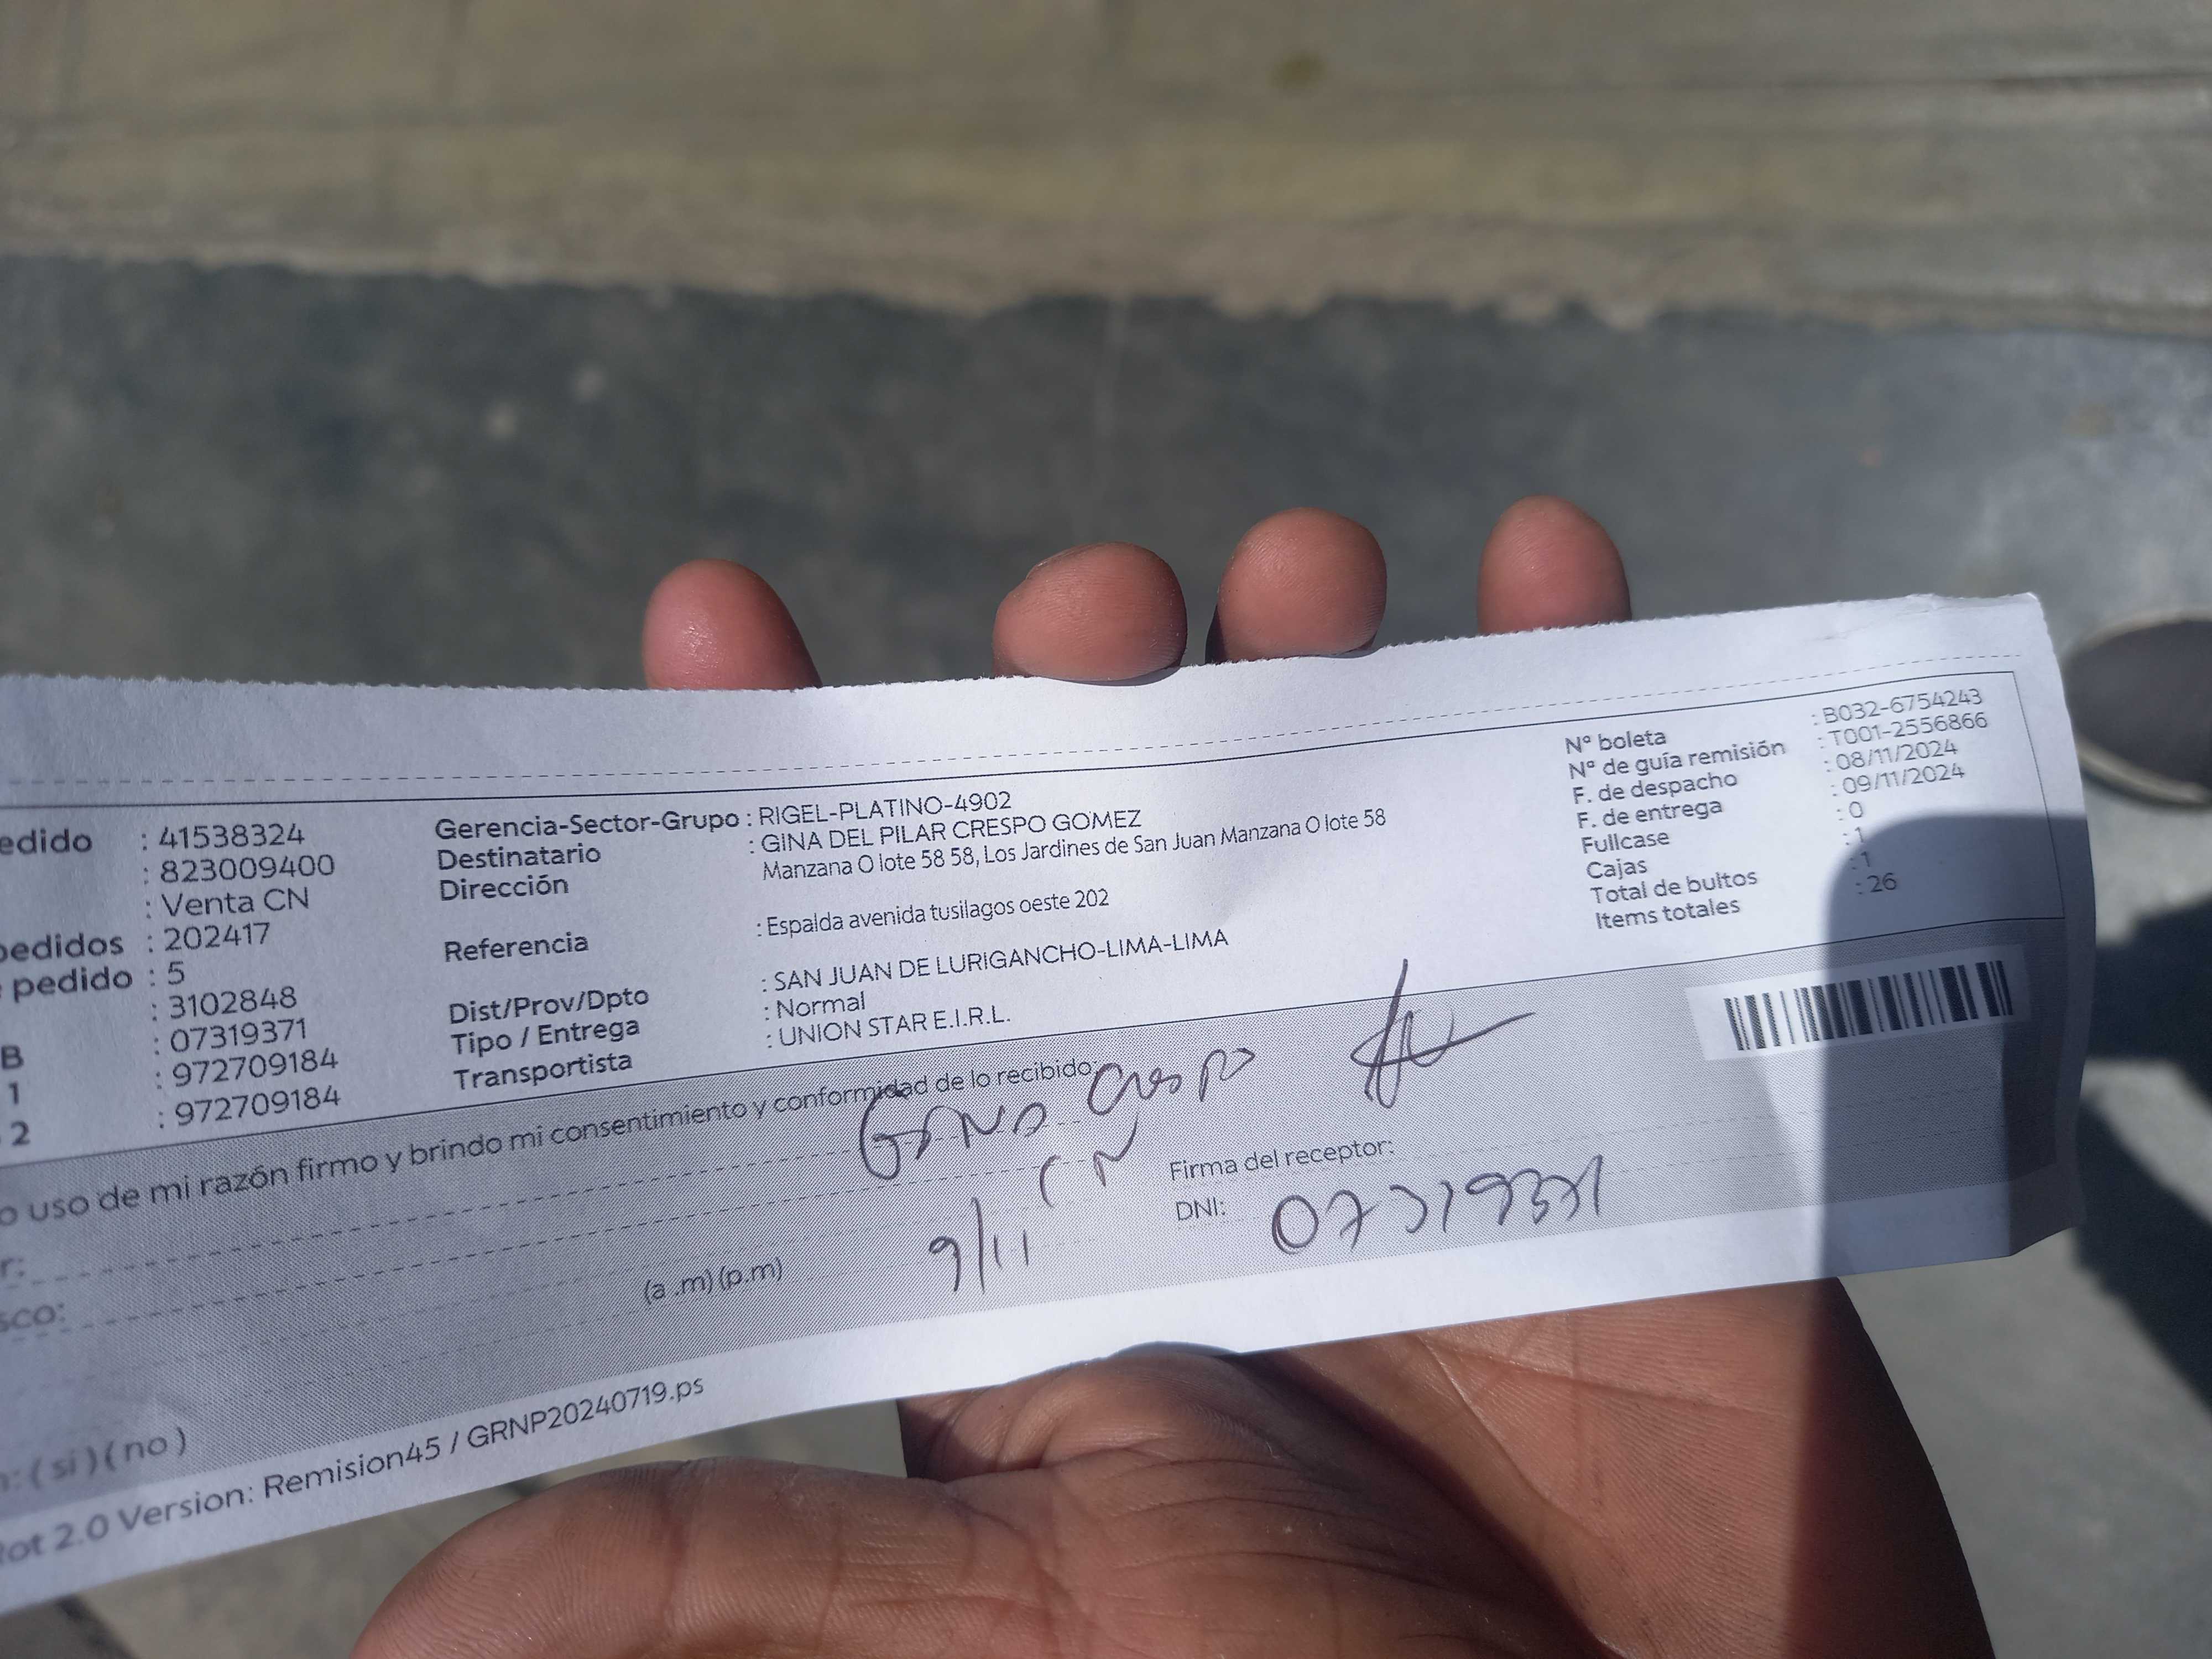 edido : 41538324
: 823009400
: Venta CN
pedidos : 202417
pedido : 5
: 3102848
B : 07319371
1 : 972709184
2 : 972709184
Gerencia-Sector-Grupo : RIGEL-PLATINO-4902
Destinatario : GINA DEL PILAR CRESPO GOMEZ
Dirección Manzana O lote 58 58, Los Jardines de San Juan Manzana O lote 58
Referencia : Espalda avenida tusilagos oeste 202
Dist/Prov/Dpto : SAN JUAN DE LURIGANCHO-LIMA-LIMA
Tipo / Entrega : Normal
Transportista : UNION STAR E.I.R.L.
N° boleta : B032-6754243
N° de guía remisión : T001-2556866
F. de despacho : 08/11/2024
F. de entrega : 09/11/2024
Fullcase : 0
Cajas : 1
Total de bultos : 1
Items totales : 26
o uso de mi razón firmo y brindo mi consentimiento y conformidad de lo recibido:
Gina Crespo
CN
r:
Firma del receptor:
sco: (a .m) (p.m) 9/11
DNI: 07319371
: ( si ) ( no )
ot 2.0 Version: Remision45 / GRNP20240719.ps